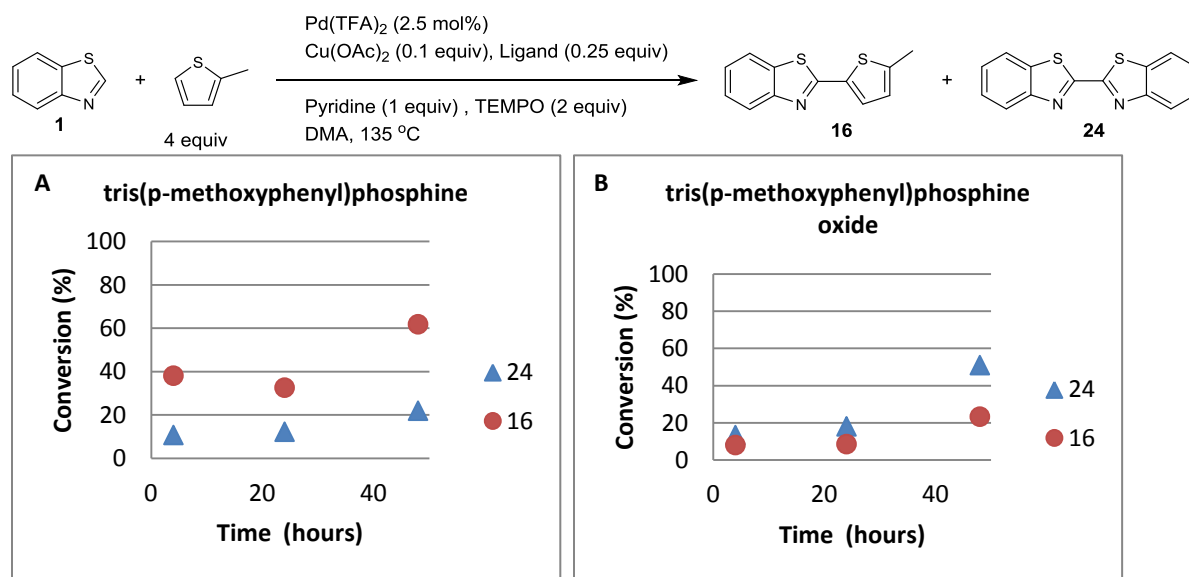 Pd(TFA)2 (2.5 mol%)
Cu(OAc)2 (0.1 equiv), Ligand (0.25 equiv)
S
N
1
+
S
4 equiv
Pyridine (1 equiv) , TEMPO (2 equiv)
DMA, 135 oC
S
N
S
16
+
S
N
S
N
24
A
tris(p-methoxyphenyl)phosphine
Conversion (%)
100
80
60
40
20
0
0 20 40
Time (hours)
24
16
B
tris(p-methoxyphenyl)phosphine
oxide
Conversion (%)
100
80
60
40
20
0
0 20 40
Time (hours)
24
16